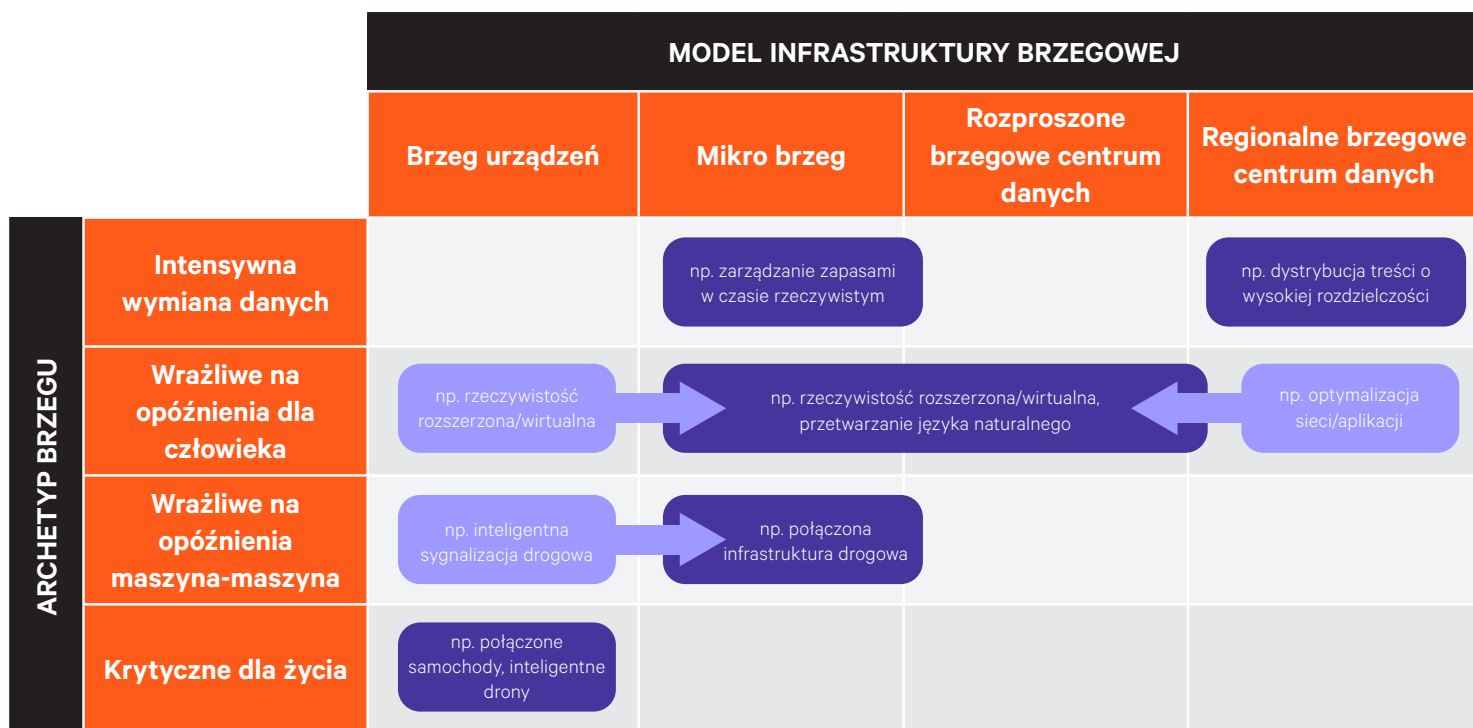 MODEL INFRASTRUKTURY BRZEGOWEJ
Brzeg urządzeń
Mikro brzeg
Rozproszone
brzegowe centrum
danych
Regionalne brzegowe
centrum danych
ARCHETYP BRZEGU
Intensywna
wymiana danych
np. zarządzanie zapasami
w czasie rzeczywistym
np. dystrybucja treści o
wysokiej rozdzielczości
Wrażliwe na
opóźnienia dla
człowieka
np. rzeczywistość
rozszerzona/wirtualna
np. rzeczywistość rozszerzona/wirtualna,
przetwarzanie języka naturalnego
np. optymalizacja
sieci/aplikacji
Wrażliwe na
opóźnienia
maszyna-maszyna
np. inteligentna
sygnalizacja drogowa
np. połączona
infrastruktura drogowa
Krytyczne dla życia
np. połączone
samochody, inteligentne
drony